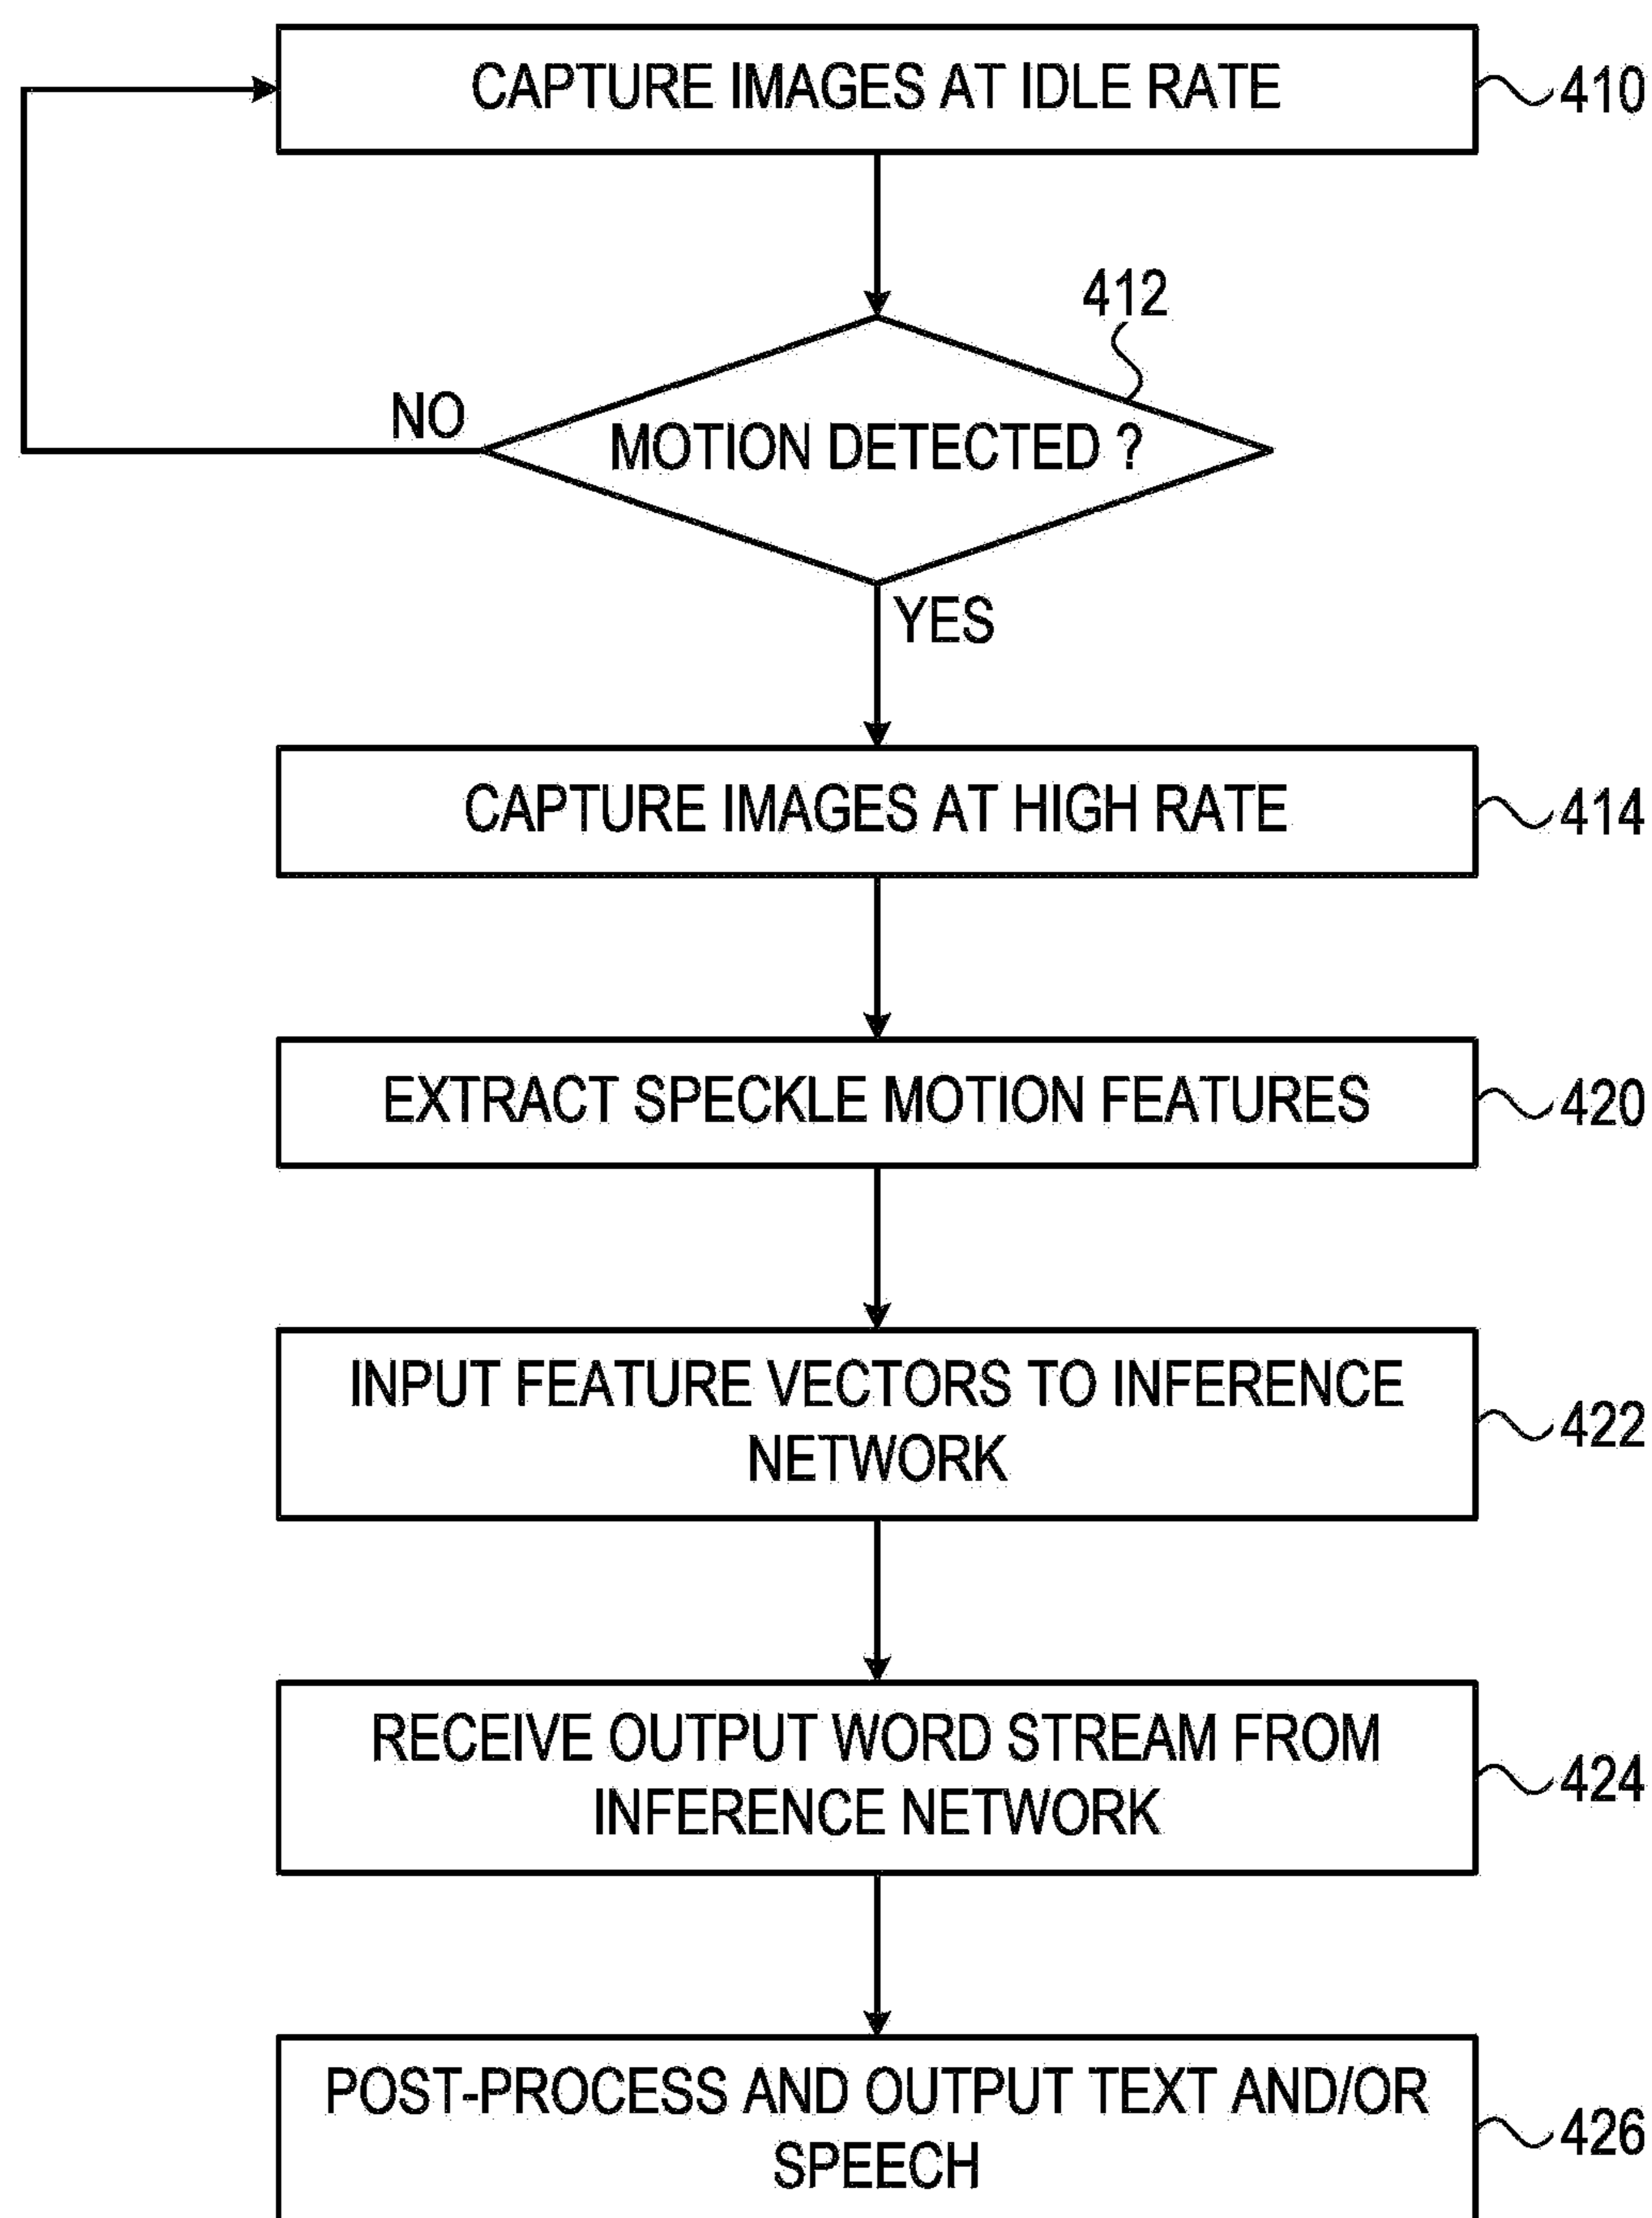 CAPTURE IMAGES AT IDLE RATE
410
412
NO
MOTION DETECTED ?
YES
CAPTURE IMAGES AT HIGH RATE
414
EXTRACT SPECKLE MOTION FEATURES
420
INPUT FEATURE VECTORS TO INFERENCE
NETWORK
422
RECEIVE OUTPUT WORD STREAM FROM
INFERENCE NETWORK
424
POST-PROCESS AND OUTPUT TEXT AND/OR
SPEECH
426